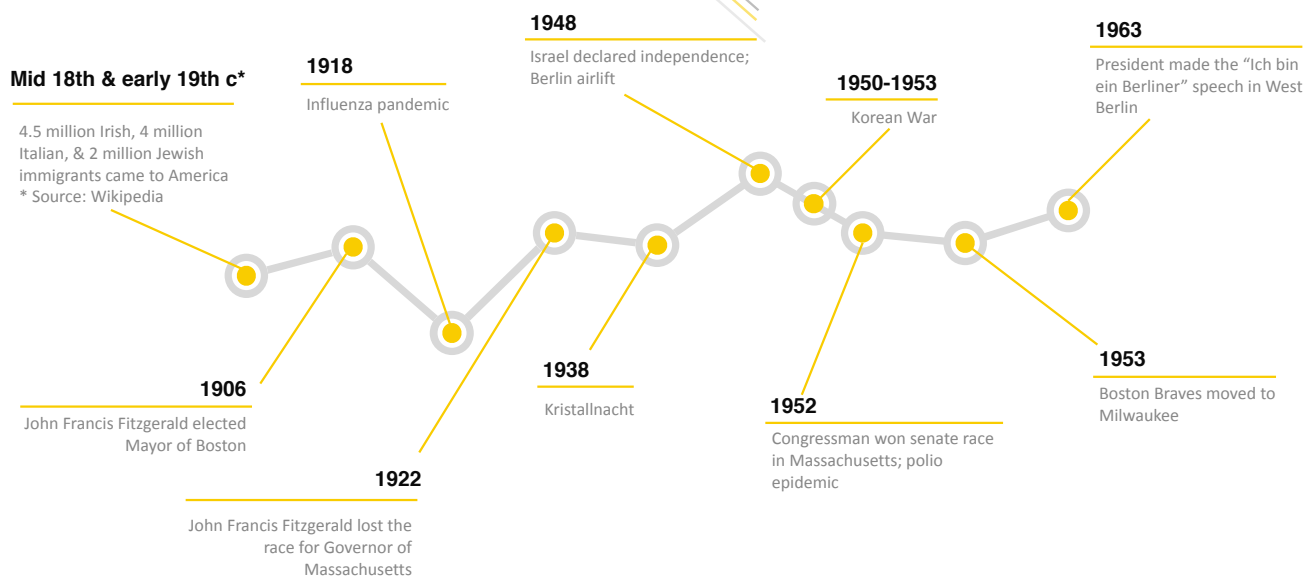 Mid 18th & early 19th c*
4.5 million Irish, 4 million
Italian, & 2 million Jewish
immigrants came to America
* Source: Wikipedia
1906
John Francis Fitzgerald elected
Mayor of Boston
1918
Influenza pandemic
1922
John Francis Fitzgerald lost the
race for Governor of
Massachusetts
1938
Kristallnacht
1948
Israel declared independence;
Berlin airlift
1950-1953
Korean War
1952
Congressman won senate race
in Massachusetts; polio
epidemic
1953
Boston Braves moved to
Milwaukee
1963
President made the “Ich bin
ein Berliner” speech in West
Berlin